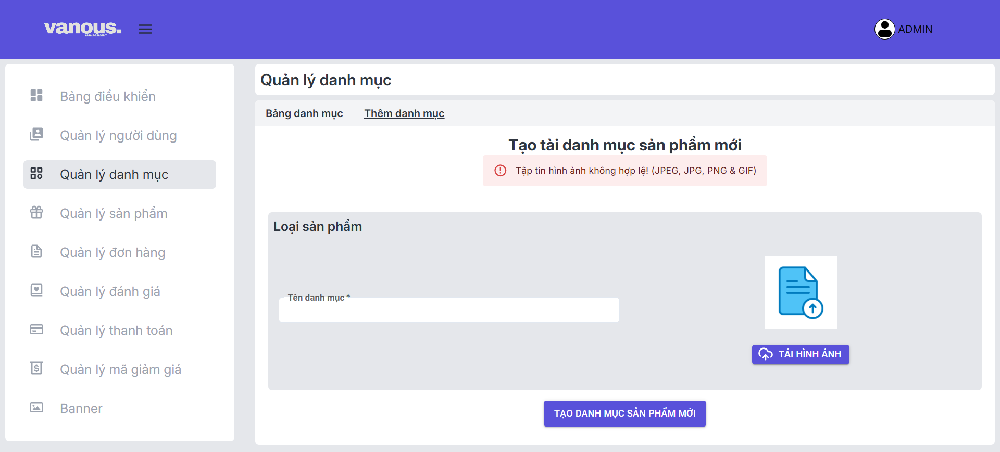 vanous.
MANAGEMENT
ADMIN
Bảng điều khiển
Quản lý người dùng
Quản lý danh mục
Quản lý sản phẩm
Quản lý đơn hàng
Quản lý đánh giá
Quản lý thanh toán
Quản lý mã giảm giá
Banner
Quản lý danh mục
Bảng danh mục Thêm danh mục
Tạo tài danh mục sản phẩm mới
Tập tin hình ảnh không hợp lệ! (JPEG, JPG, PNG & GIF)
Loại sản phẩm
Tên danh mục *
TẢI HÌNH ẢNH
TẠO DANH MỤC SẢN PHẨM MỚI